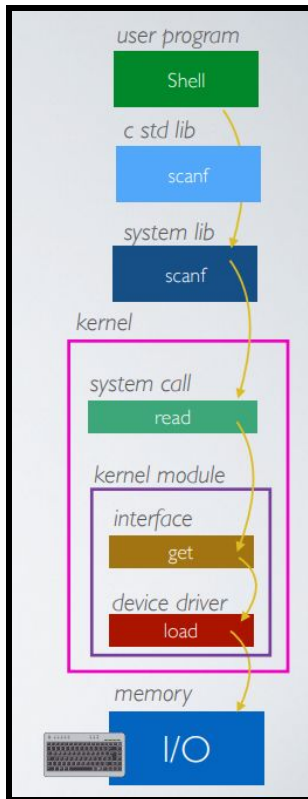 user program
Shell
c std lib
scanf
system lib
scanf
kernel
system call
read
kernel module
interface
get
device driver
load
memory
I/O